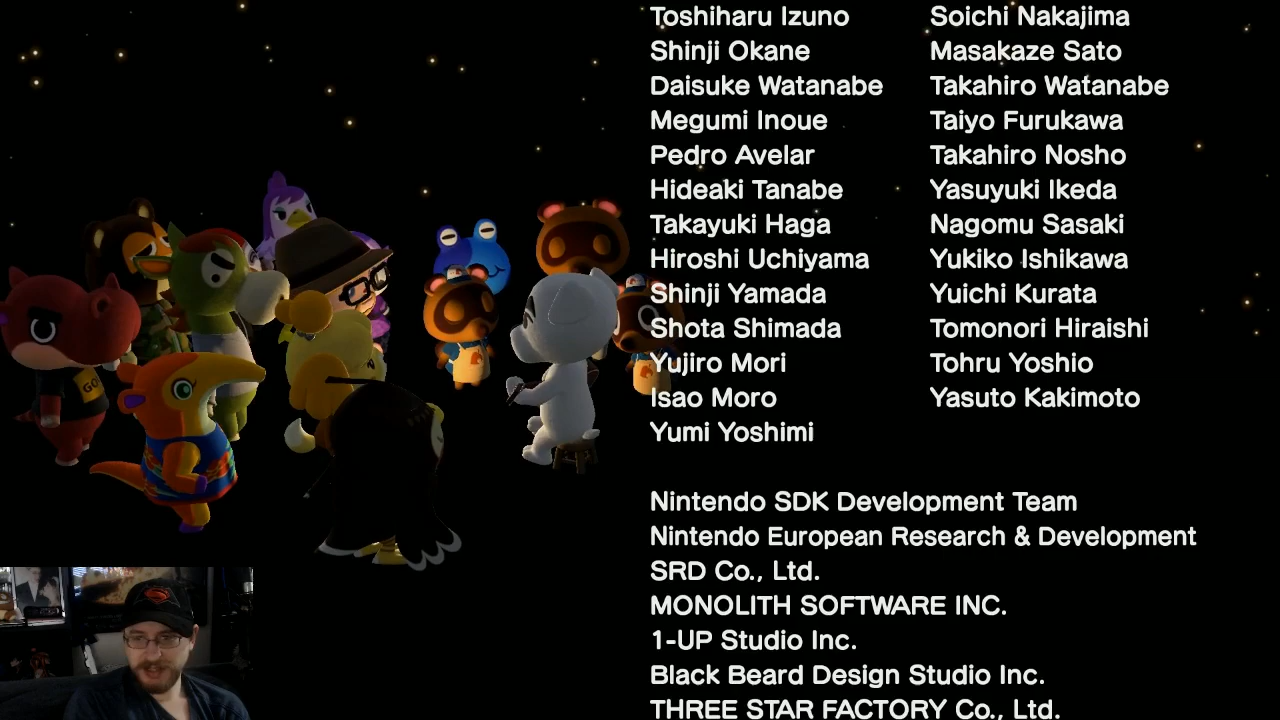 Toshiharu Izuno
Soichi Nakajima
Shinji Okane
Masakaze Sato
Daisuke Watanabe
Takahiro Watanabe
Megumi Inoue
Taiyo Furukawa
Pedro Avelar
Takahiro Nosho
Hideaki Tanabe
Yasuyuki Ikeda
Takayuki Haga
Nagomu Sasaki
Hiroshi Uchiyama
Yukiko Ishikawa
Shinji Yamada
Yuichi Kurata
Shota Shimada
Tomonori Hiraishi
Yujiro Mori
Tohru Yoshio
Isao Moro
Yasuto Kakimoto
Yumi Yoshimi
Nintendo SDK Development Team
Nintendo European Research & Development
SRD Co., Ltd.
MONOLITH SOFTWARE INC.
1-UP Studio Inc.
Black Beard Design Studio Inc.
THREE STAR FACTORY Co., Ltd.